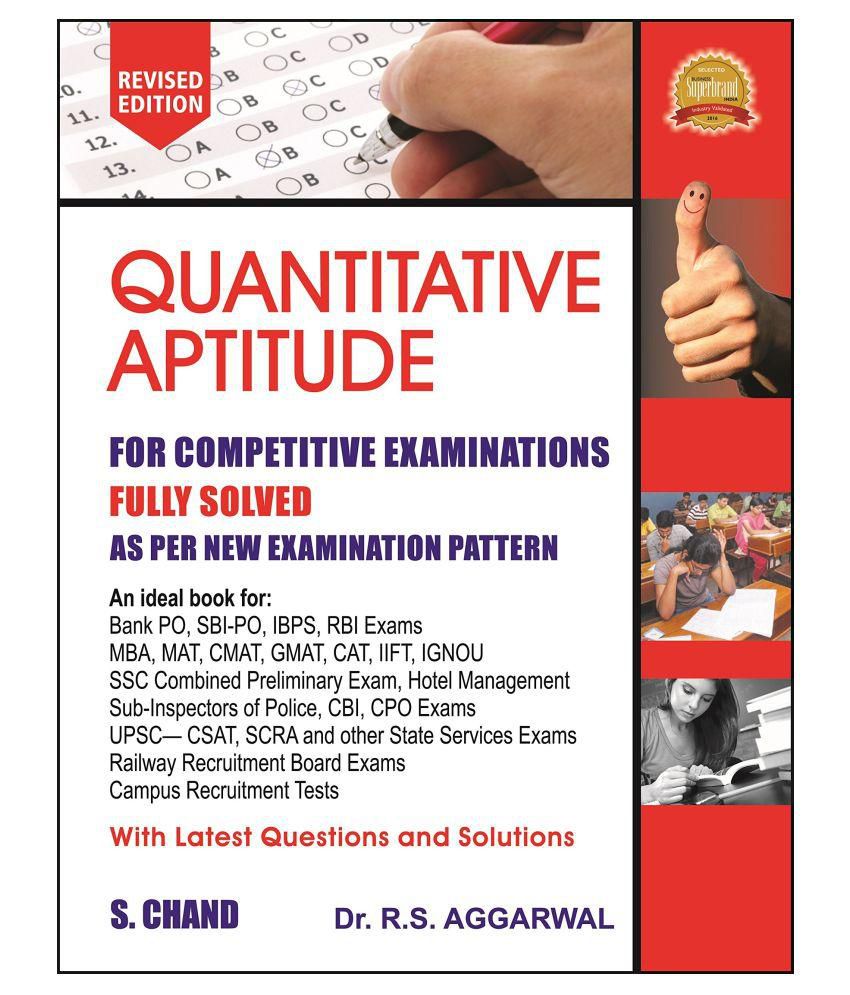 REVISED
EDITION
10.
11.
12.
13.
14.
B
C
B
C
D
B
C
D
B
C
A
B
C
A
B
C
SELECTED
BUSINESS
Superbrand
INDIA
Industry Validated
2016
QUANTITATIVE
APTITUDE
FOR COMPETITIVE EXAMINATIONS
FULLY SOLVED
AS PER NEW EXAMINATION PATTERN
An ideal book for:
Bank PO, SBI-PO, IBPS, RBI Exams
MBA, MAT, CMAT, GMAT, CAT, IIFT, IGNOU
SSC Combined Preliminary Exam, Hotel Management
Sub-Inspectors of Police, CBI, CPO Exams
UPSC— CSAT, SCRA and other State Services Exams
Railway Recruitment Board Exams
Campus Recruitment Tests
With Latest Questions and Solutions
S. CHAND
Dr. R.S. AGGARWAL